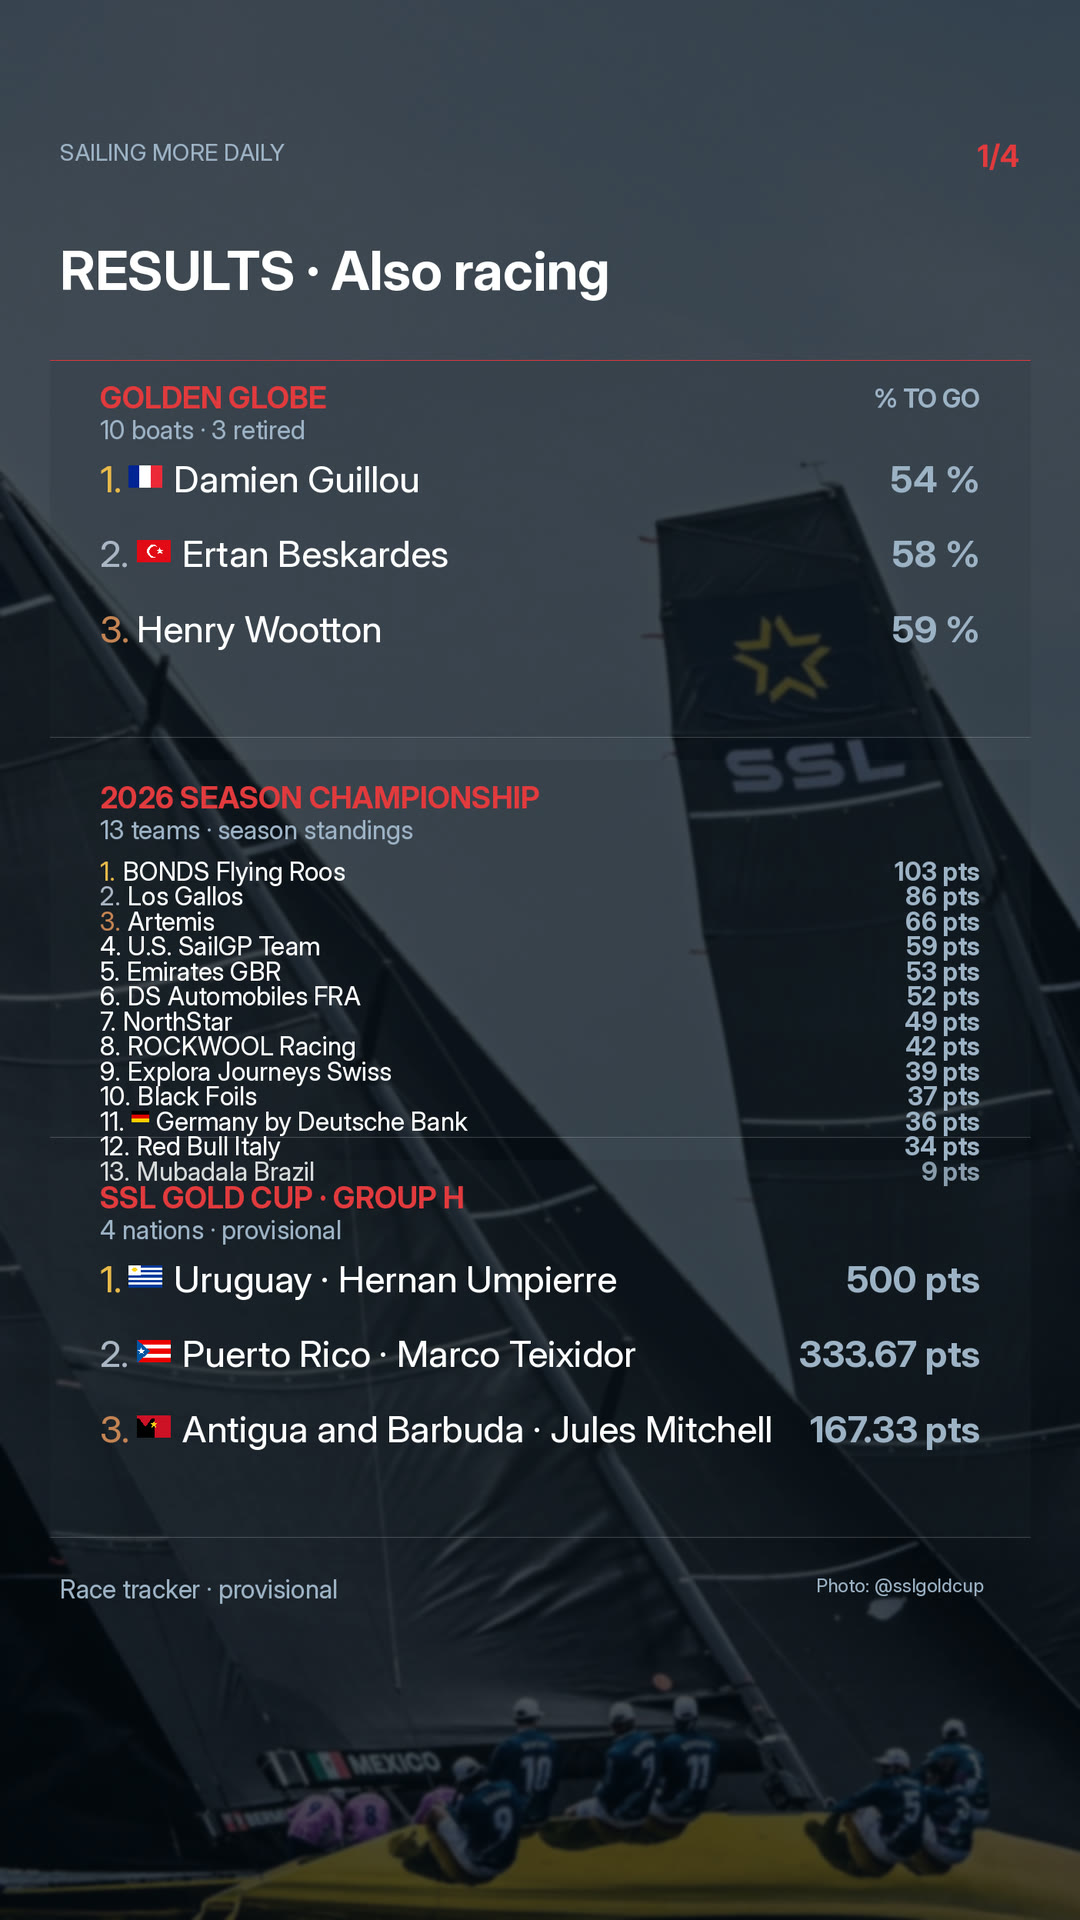 SAILING MORE DAILY
1/4
RESULTS · Also racing
GOLDEN GLOBE
% TO GO
10 boats · 3 retired
1. Damien Guillou 54 %
2. Ertan Beskardes 58 %
3. Henry Wootton 59 %
SSL
2026 SEASON CHAMPIONSHIP
13 teams · season standings
1. BONDS Flying Roos 103 pts
2. Los Gallos 86 pts
3. Artemis 66 pts
4. U.S. SailGP Team 59 pts
5. Emirates GBR 53 pts
6. DS Automobiles FRA 52 pts
7. NorthStar 49 pts
8. ROCKWOOL Racing 42 pts
9. Explora Journeys Swiss 39 pts
10. Black Foils 37 pts
11. Germany by Deutsche Bank 36 pts
12. Red Bull Italy 34 pts
13. Mubadala Brazil 9 pts
SSL GOLD CUP · GROUP H
4 nations · provisional
1. Uruguay · Hernan Umpierre 500 pts
2. Puerto Rico · Marco Teixidor 333.67 pts
3. Antigua and Barbuda · Jules Mitchell 167.33 pts
Race tracker · provisional
Photo: @sslgoldcup
MEXICO
10
7
11
9
5
8